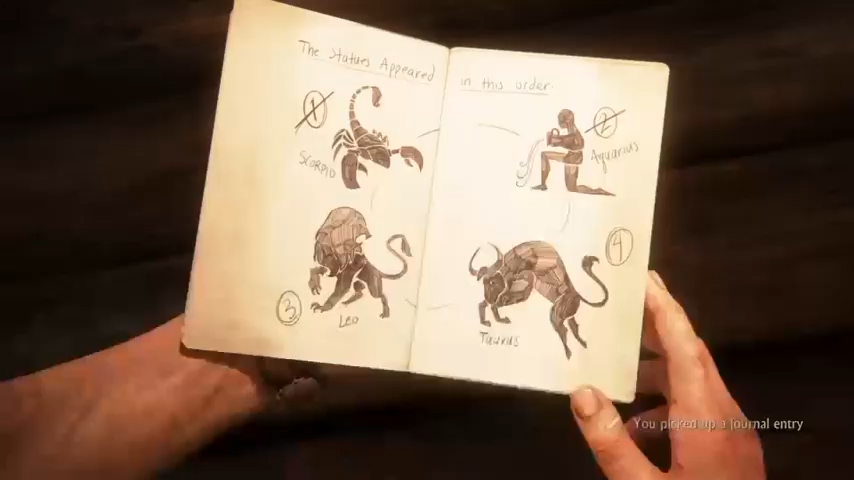 The Statues Appeared in this order.
1
SCORPIO
2
Aquarius
3
Leo
4
Taurus
You picked up a Journal entry